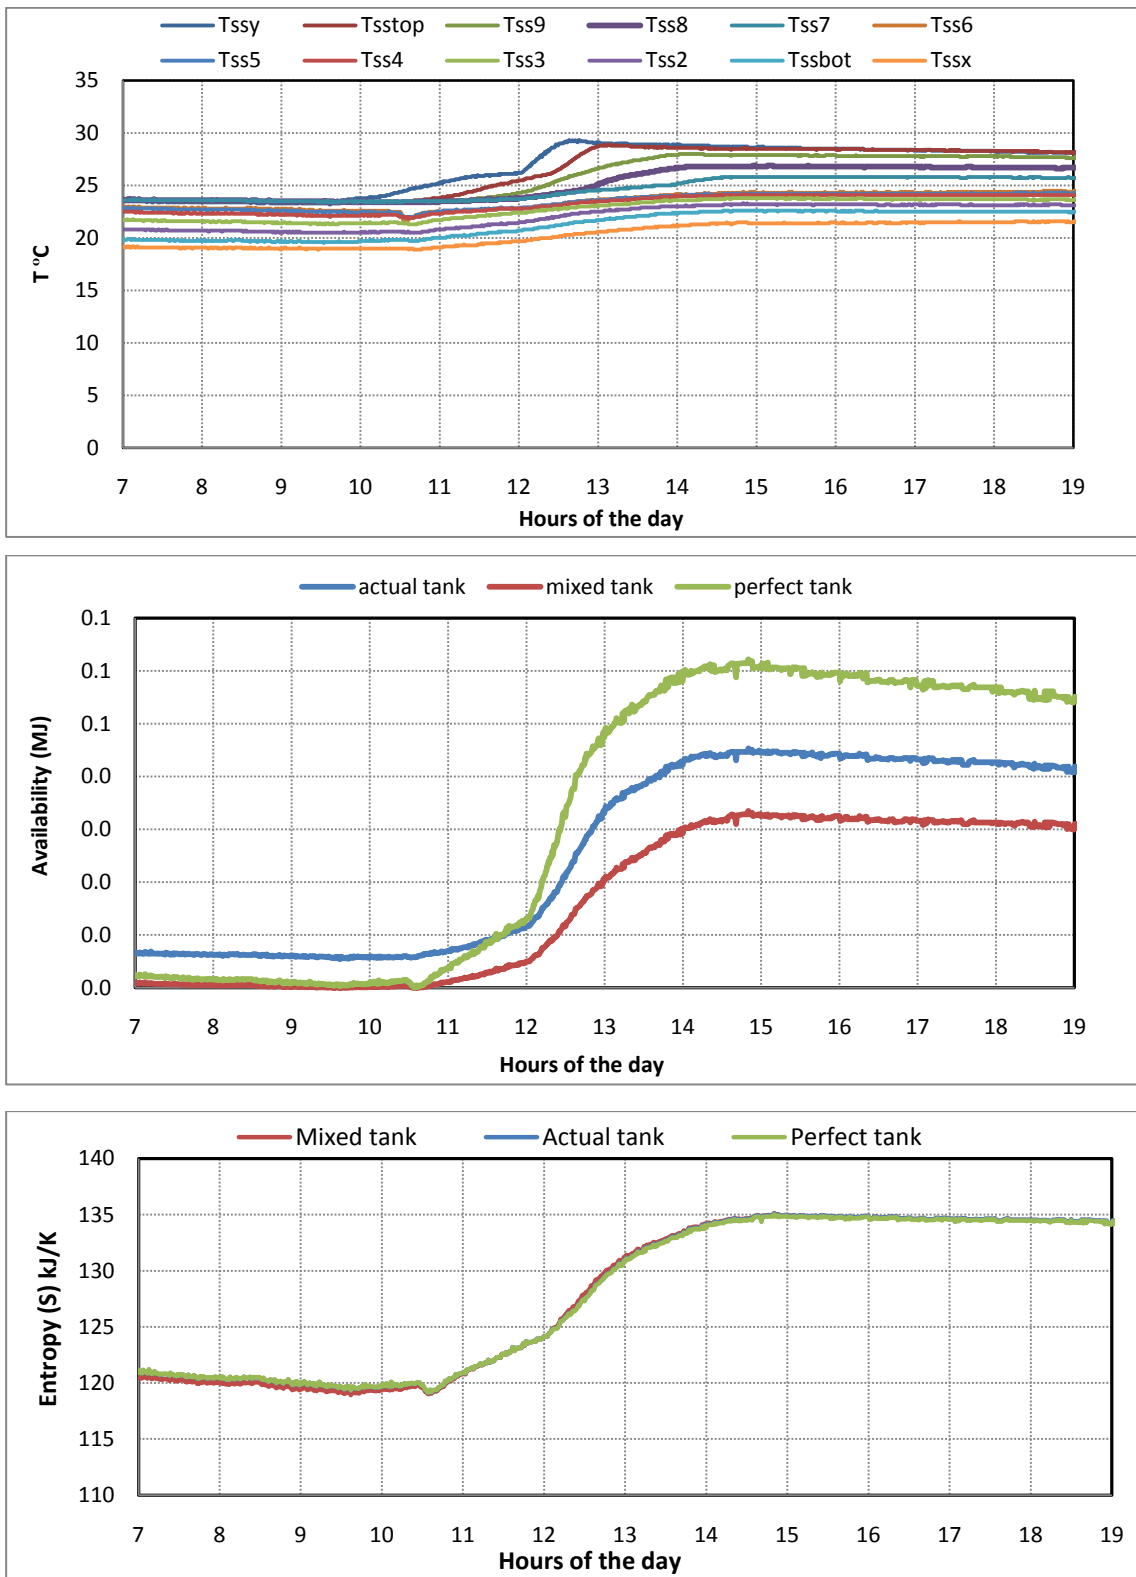 Tssy Tsstop Tss9 Tss8 Tss7 Tss6
Tss5 Tss4 Tss3 Tss2 Tssbot Tssx
35
30
25
20
15
10
5
0
T °C
7 8 9 10 11 12 13 14 15 16 17 18 19
Hours of the day
actual tank mixed tank perfect tank
0.1
0.1
0.1
0.0
0.0
0.0
0.0
0.0
Availability (MJ)
7 8 9 10 11 12 13 14 15 16 17 18 19
Hours of the day
Mixed tank Actual tank Perfect tank
140
135
130
125
120
115
110
Entropy (S) kJ/K
7 8 9 10 11 12 13 14 15 16 17 18 19
Hours of the day